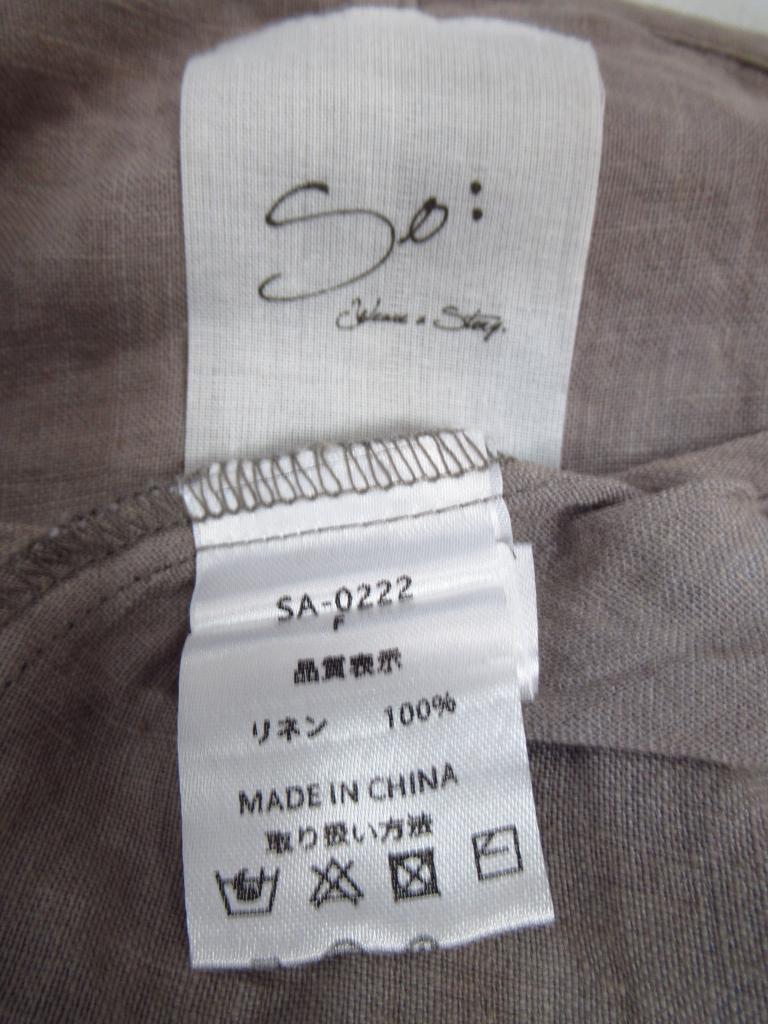 So:
SA-0222
F
品質表示
リネン 100%
MADE IN CHINA
取り扱い方法